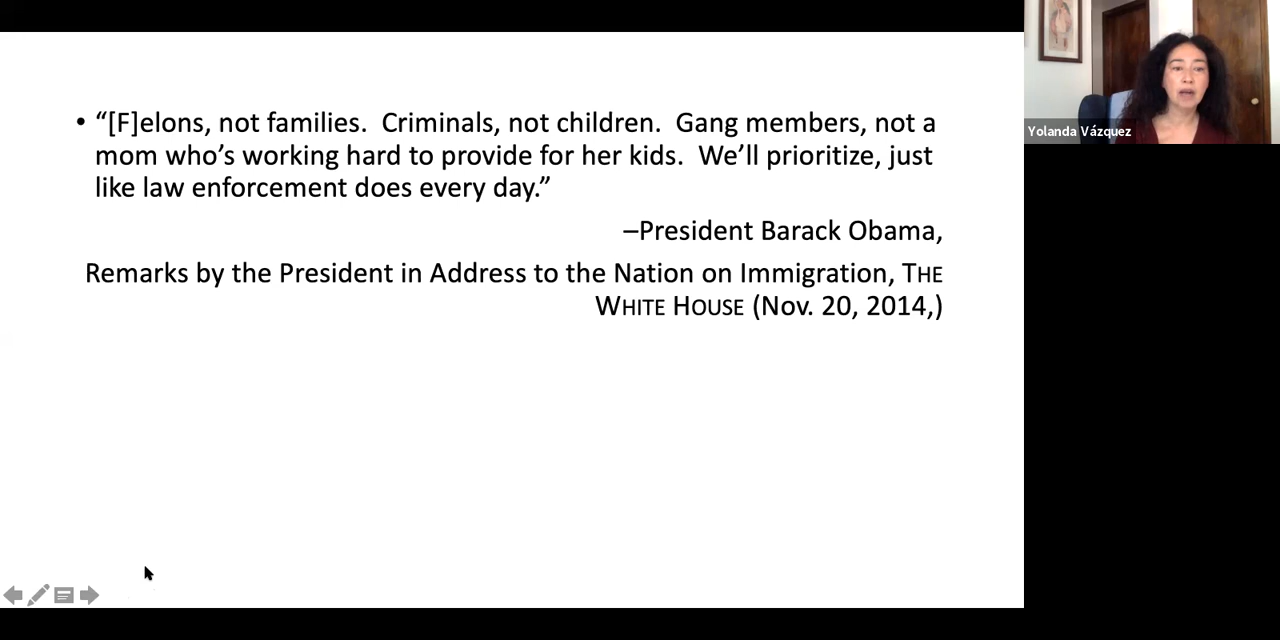 • “[F]elons, not families.  Criminals, not children.  Gang members, not a
mom who’s working hard to provide for her kids.  We’ll prioritize, just
like law enforcement does every day.”
–President Barack Obama,
Remarks by the President in Address to the Nation on Immigration, THE
WHITE HOUSE (Nov. 20, 2014,)
Yolanda Vázquez